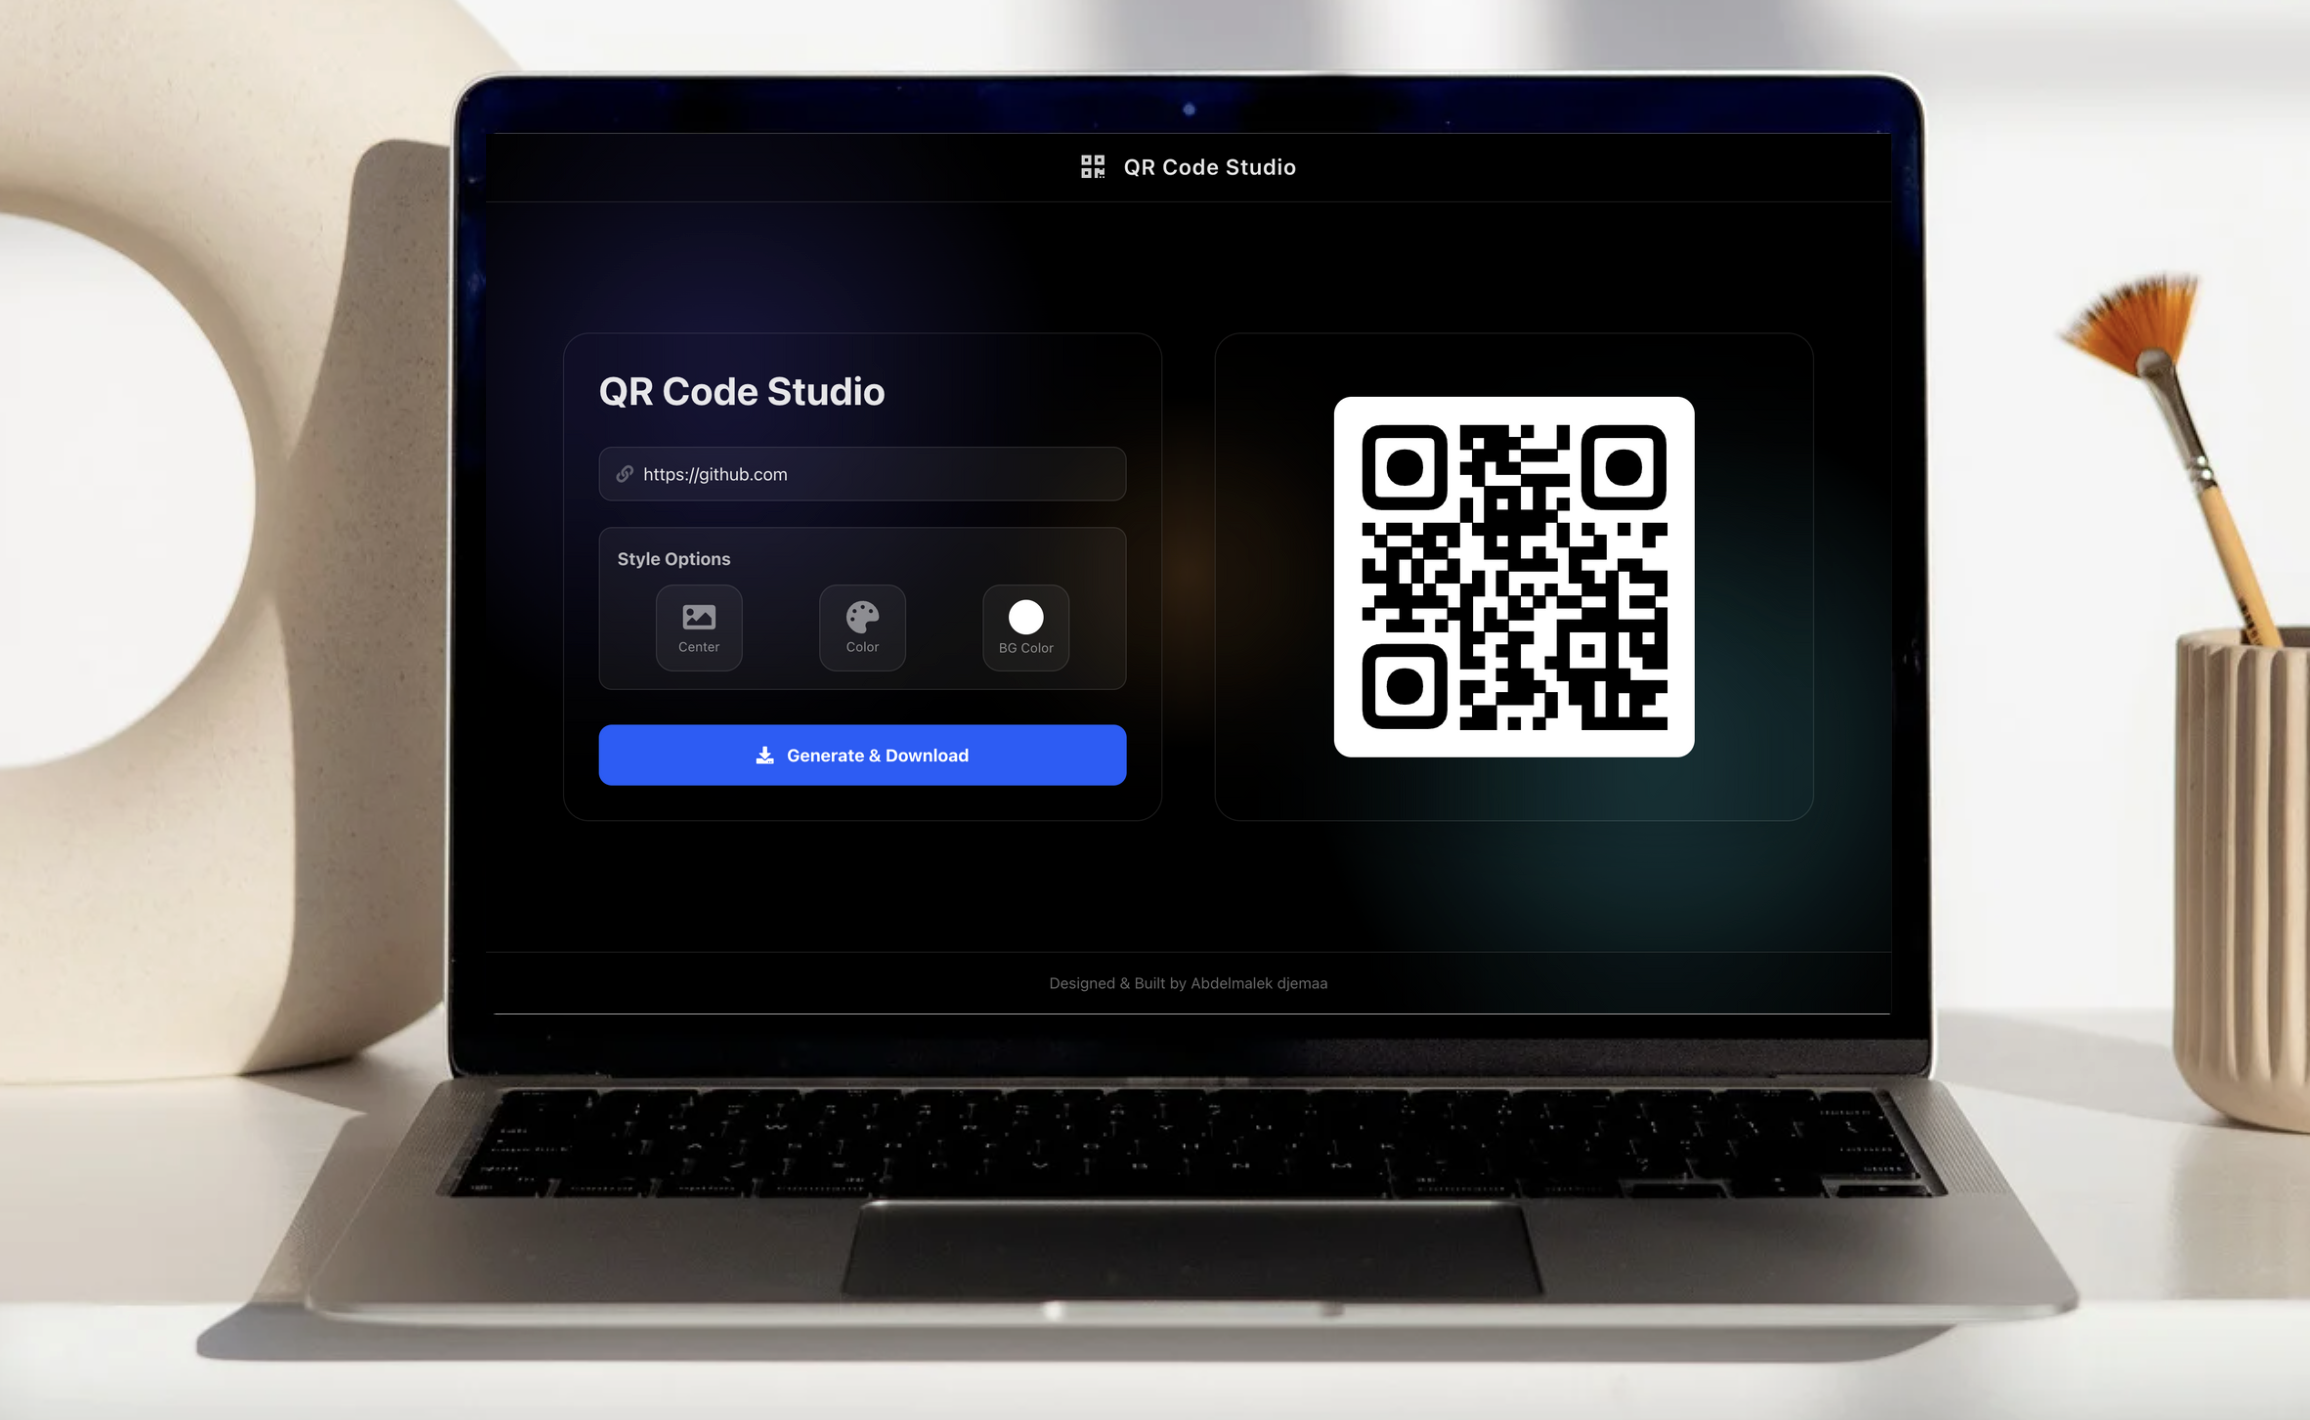 QR Code Studio
QR Code Studio
https://github.com
Style Options
Center
Color
BG Color
Generate & Download
Designed & Built by Abdelmalek djemaa